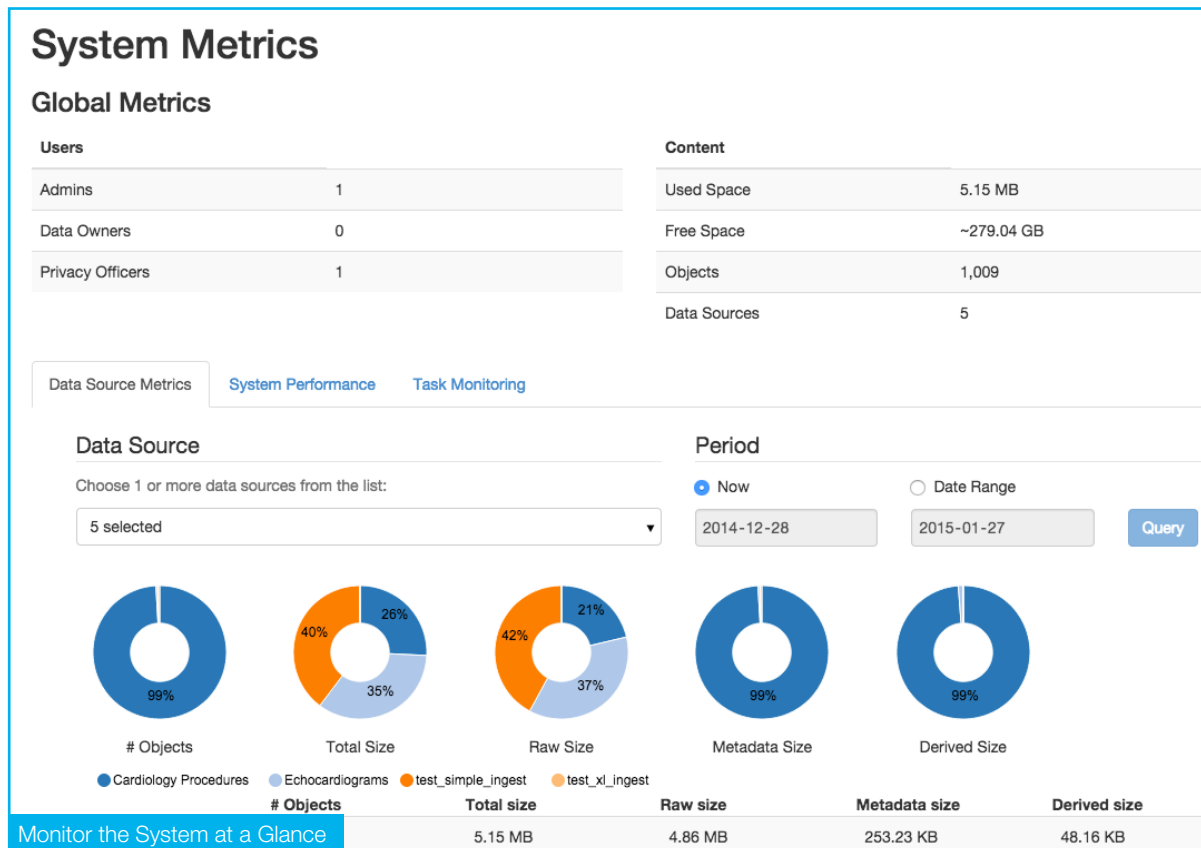 System Metrics
Global Metrics
Users
Admins 1
Data Owners 0
Privacy Officers 1
Content
Used Space 5.15 MB
Free Space ~279.04 GB
Objects 1,009
Data Sources 5
Data Source Metrics System Performance Task Monitoring
Data Source
Choose 1 or more data sources from the list:
5 selected
Period
Now Date Range
2014-12-28 2015-01-27 Query
99%
# Objects
26%
40%
35%
Total Size
21%
42%
37%
Raw Size
99%
Metadata Size
99%
Derived Size
Cardiology Procedures Echocardiograms test_simple_ingest test_xl_ingest
# Objects Total size Raw size Metadata size Derived size
5.15 MB 4.86 MB 253.23 KB 48.16 KB
Monitor the System at a Glance